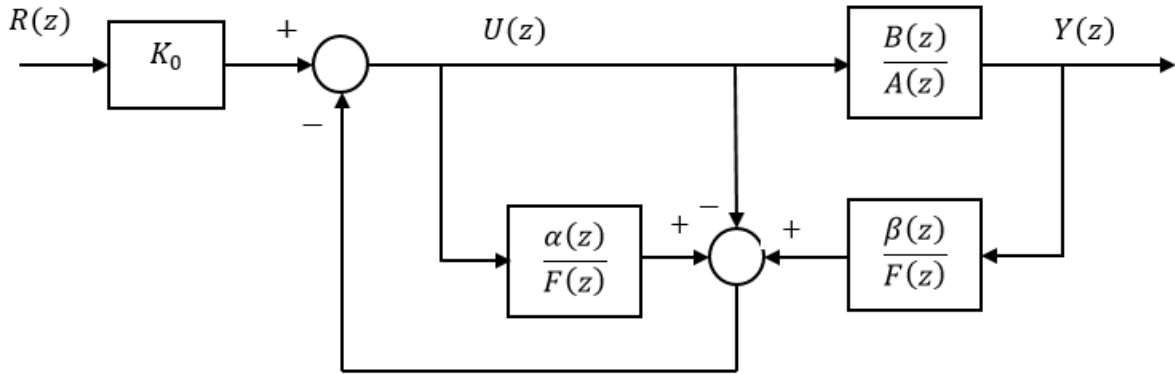 R(z)
K₀
+
−
U(z)
B(z)
A(z)
Y(z)
α(z)
F(z)
+
−
+
β(z)
F(z)